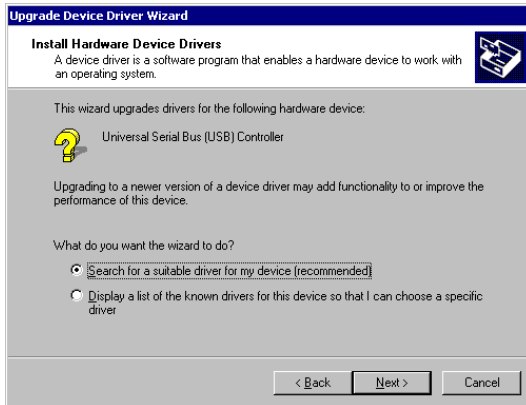 Upgrade Device Driver Wizard
Install Hardware Device Drivers
A device driver is a software program that enables a hardware device to work with
an operating system.
This wizard upgrades drivers for the following hardware device:
Universal Serial Bus (USB) Controller
Upgrading to a newer version of a device driver may add functionality to or improve the
performance of this device.
What do you want the wizard to do?
Search for a suitable driver for my device (recommended)
Display a list of the known drivers for this device so that I can choose a specific
driver
< Back Next > Cancel